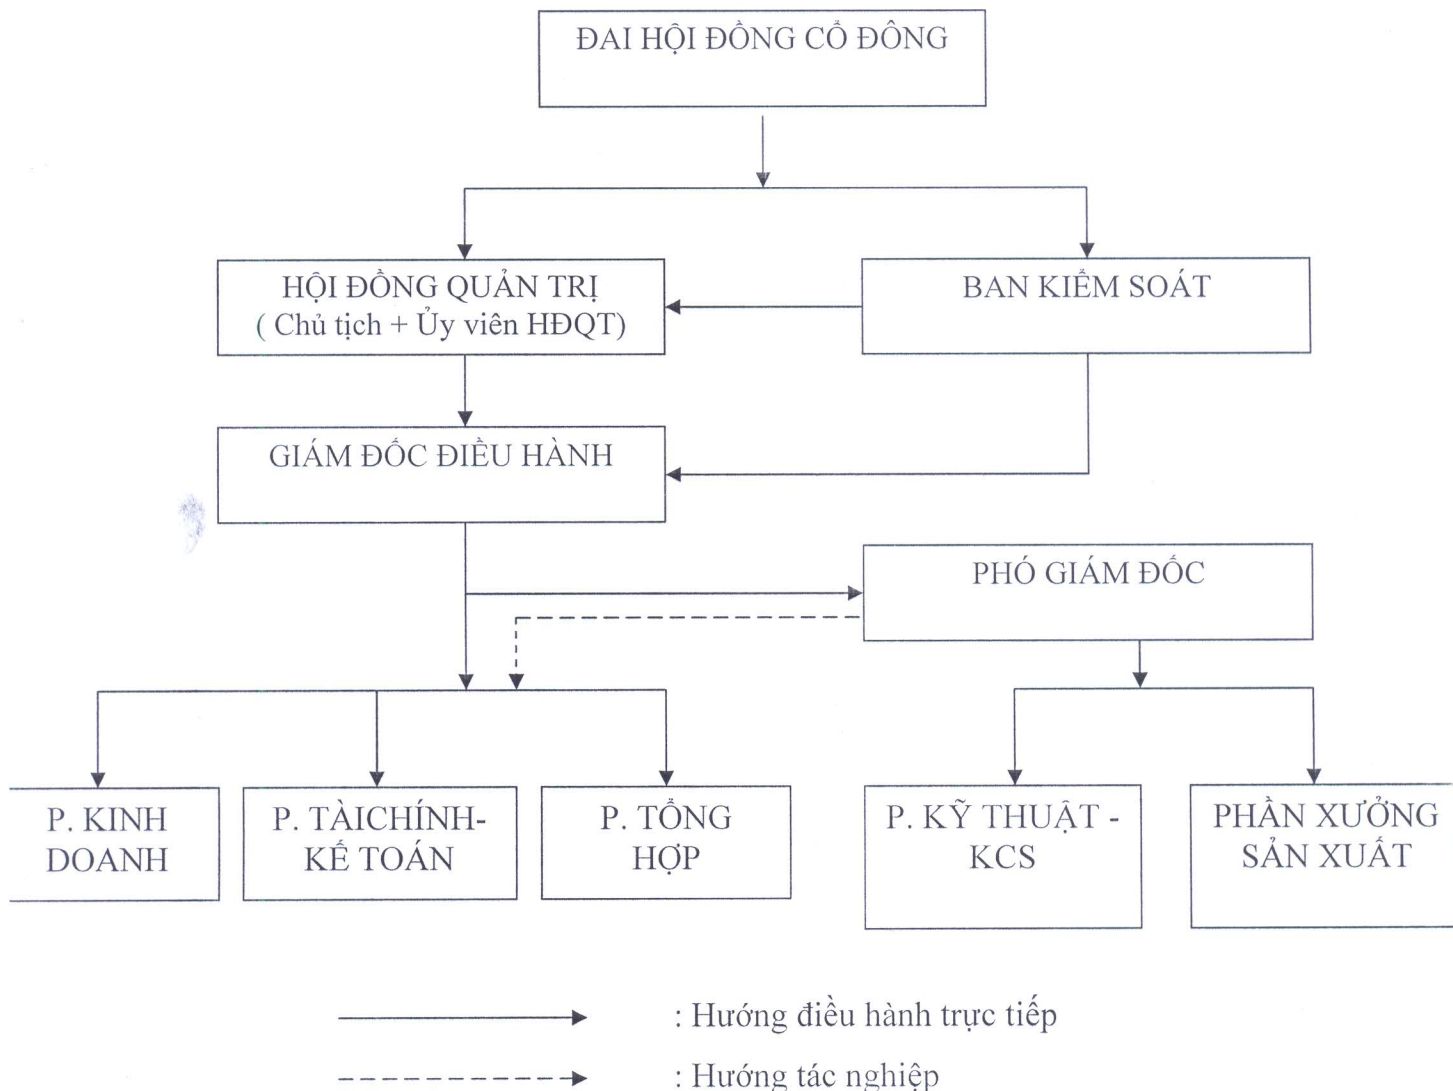 ĐAI HỘI ĐỒNG CỔ ĐÔNG
HỘI ĐỒNG QUẢN TRỊ
( Chủ tịch + Ủy viên HĐQT)
BAN KIỂM SOÁT
GIÁM ĐỐC ĐIỀU HÀNH
PHÓ GIÁM ĐỐC
P. KINH
DOANH
P. TÀICHÍNH-
KẾ TOÁN
P. TỔNG
HỢP
P. KỸ THUẬT -
KCS
PHẦN XƯỞNG
SẢN XUẤT
: Hướng điều hành trực tiếp
: Hướng tác nghiệp